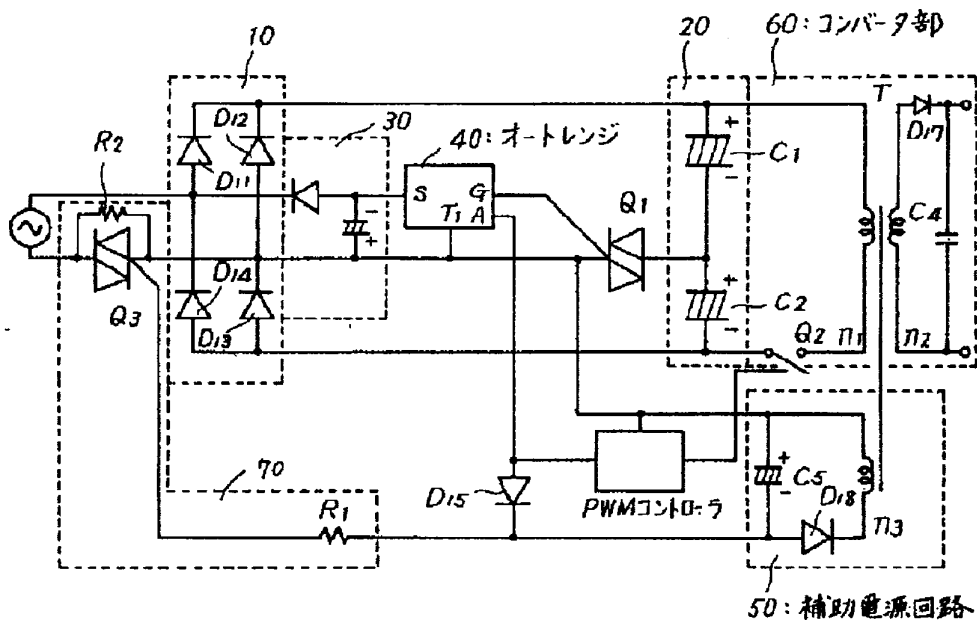 10
20
60:コンバータ部
D12
30
R2
D11
40:オートレンジ
S
G
T1
A
Q1
+
C1
-
T
D17
C4
-
+
D14
D13
Q3
+
C2
-
Q2
n1
n2
70
R1
D15
PWMコントローラ
+
C5
-
D18
n3
50:補助電源回路